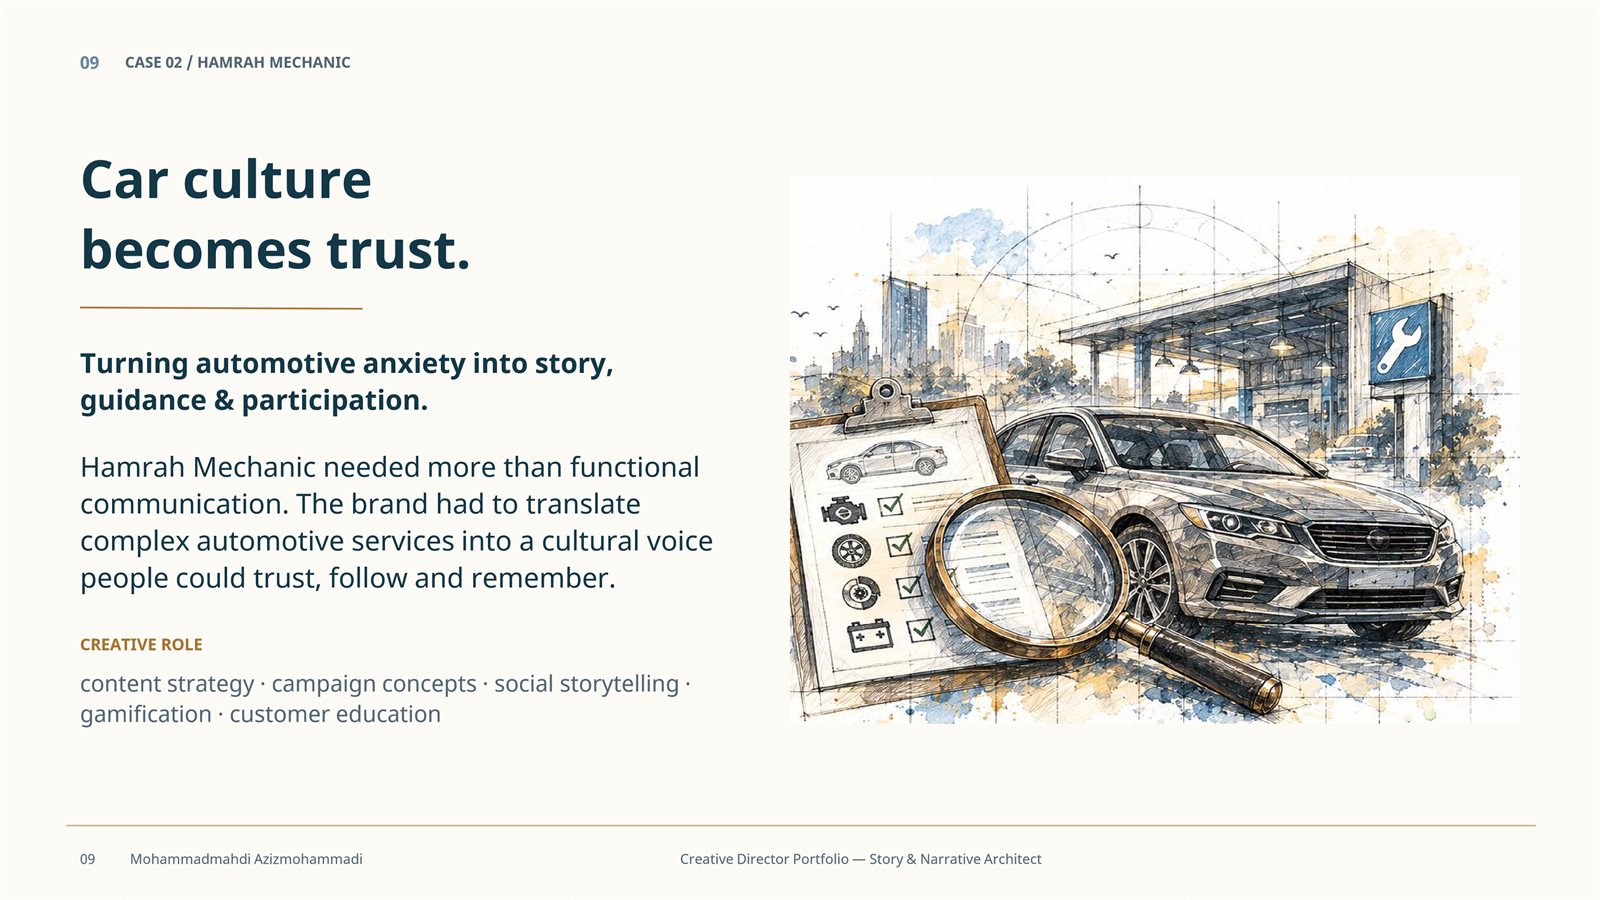 09 CASE 02 / HAMRAH MECHANIC
Car culture
becomes trust.
Turning automotive anxiety into story,
guidance & participation.
Hamrah Mechanic needed more than functional
communication. The brand had to translate
complex automotive services into a cultural voice
people could trust, follow and remember.
CREATIVE ROLE
content strategy · campaign concepts · social storytelling ·
gamification · customer education
09 Mohammadmahdi Azizmohammadi Creative Director Portfolio — Story & Narrative Architect